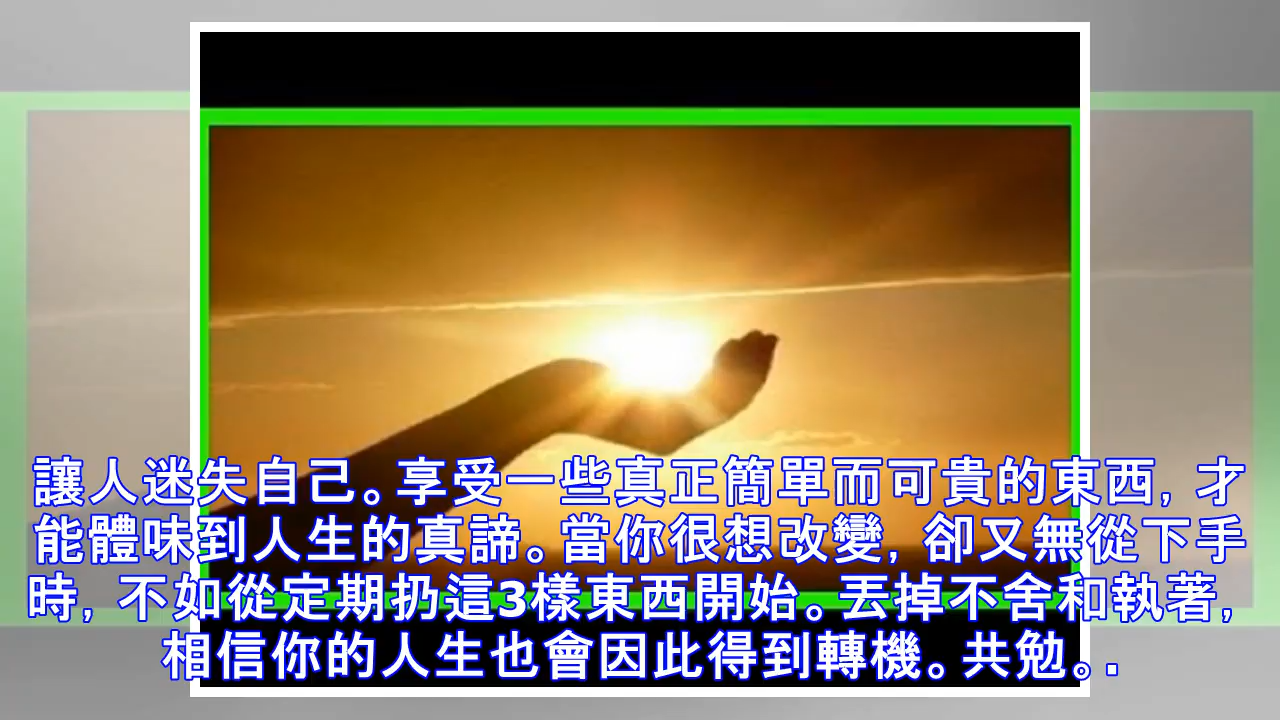 讓人迷失自己。享受一些真正簡單而可貴的東西, 才
能體味到人生的真諦。當你很想改變, 卻又無從下手
時, 不如從定期扔這3樣東西開始。丟掉不舍和執著,
相信你的人生也會因此得到轉機。共勉。.